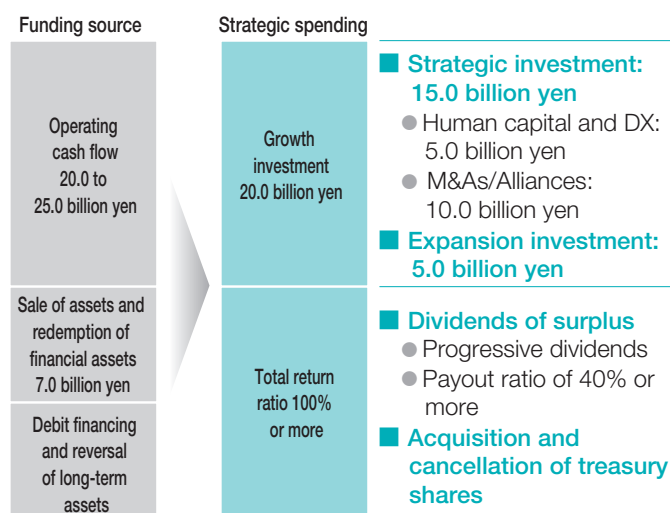 Funding source
Operating
cash flow
20.0 to
25.0 billion yen
Sale of assets and
redemption of
financial assets
7.0 billion yen
Debit financing
and reversal
of long-term
assets
Strategic spending
Growth
investment
20.0 billion yen
Total return
ratio 100%
or more
■ Strategic investment:
15.0 billion yen
● Human capital and DX:
5.0 billion yen
● M&As/Alliances:
10.0 billion yen
■ Expansion investment:
5.0 billion yen
■ Dividends of surplus
● Progressive dividends
● Payout ratio of 40% or
more
■ Acquisition and
cancellation of treasury
shares